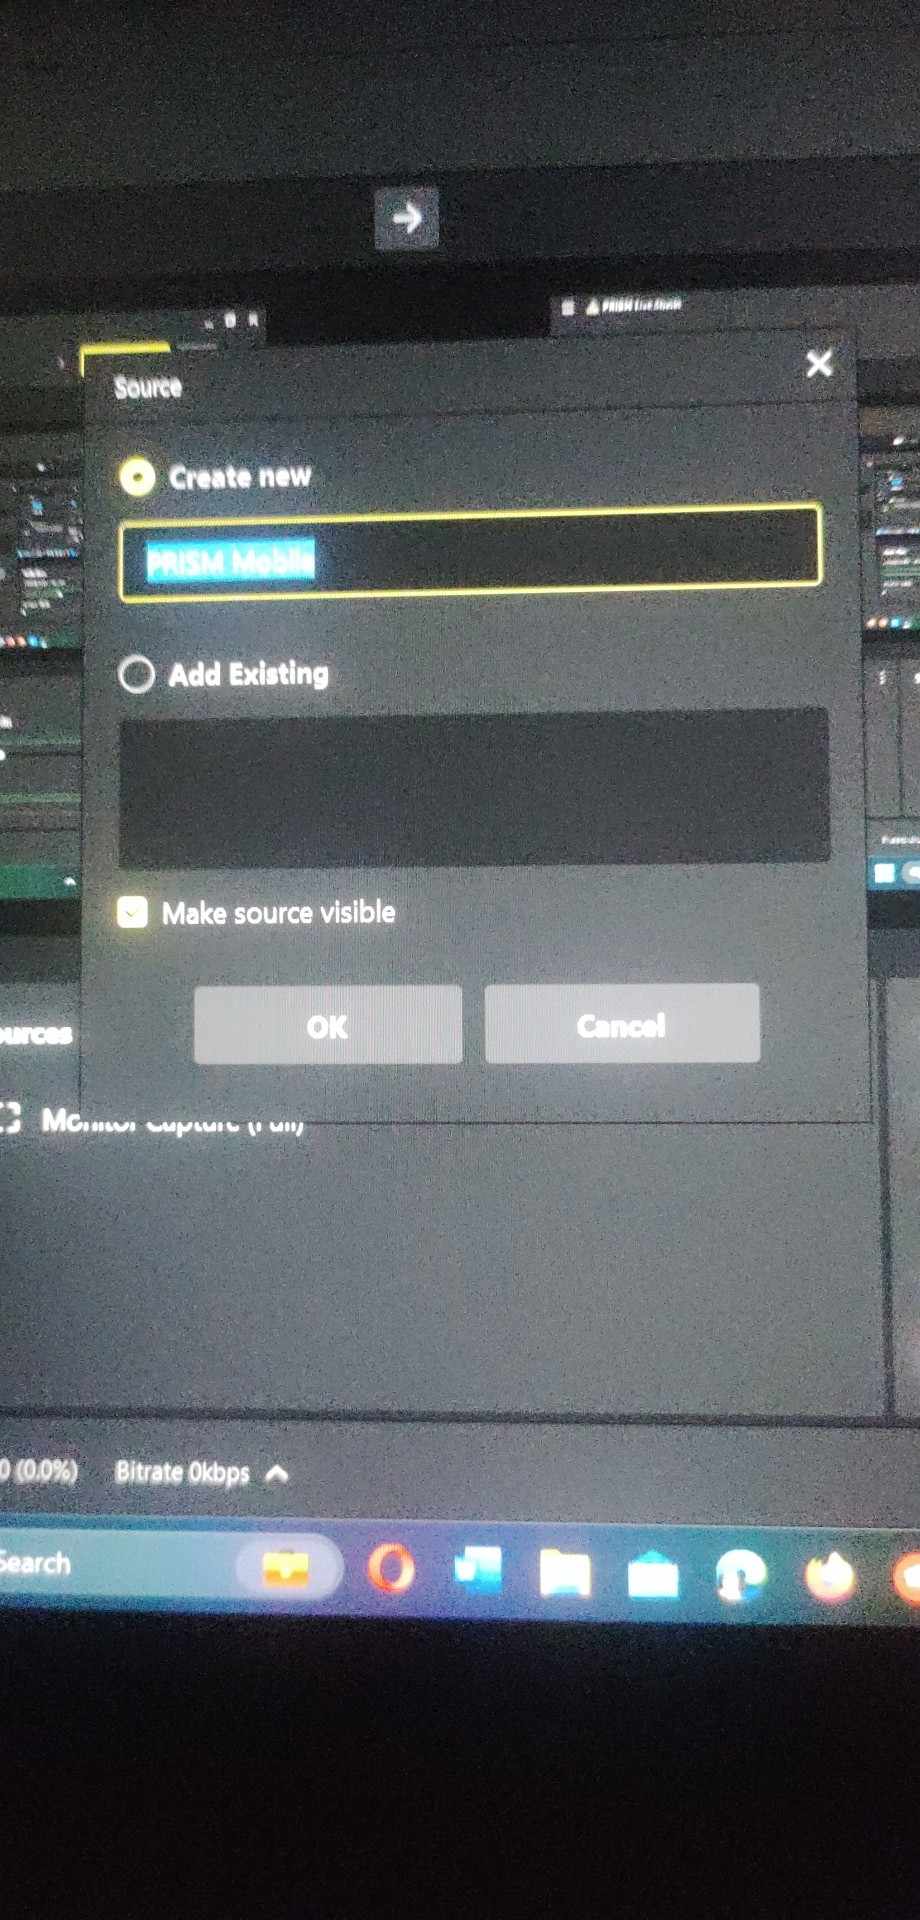 PRISM Live Studio
Source
Create new
PRISM Mobile
Add Existing
Make source visible
OK
Cancel
ources
Monitor Capture (Full)
0 (0.0%)
Bitrate 0kbps
Search